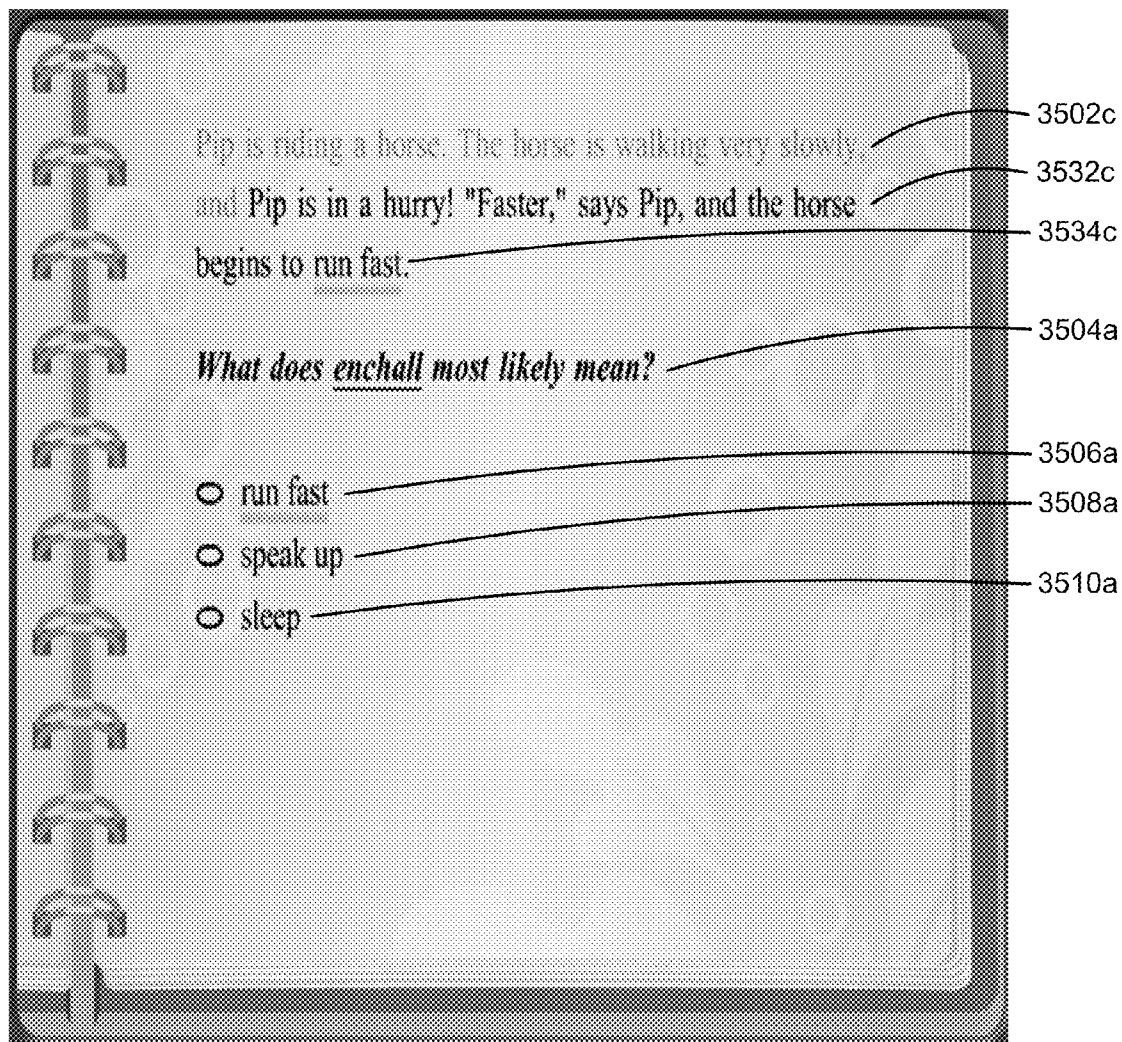 Pip is riding a horse. The horse is walking very slowly,
and Pip is in a hurry! "Faster," says Pip, and the horse
begins to run fast.
What does enchall most likely mean?
O run fast
O speak up
O sleep
3502c
3532c
3534c
3504a
3506a
3508a
3510a